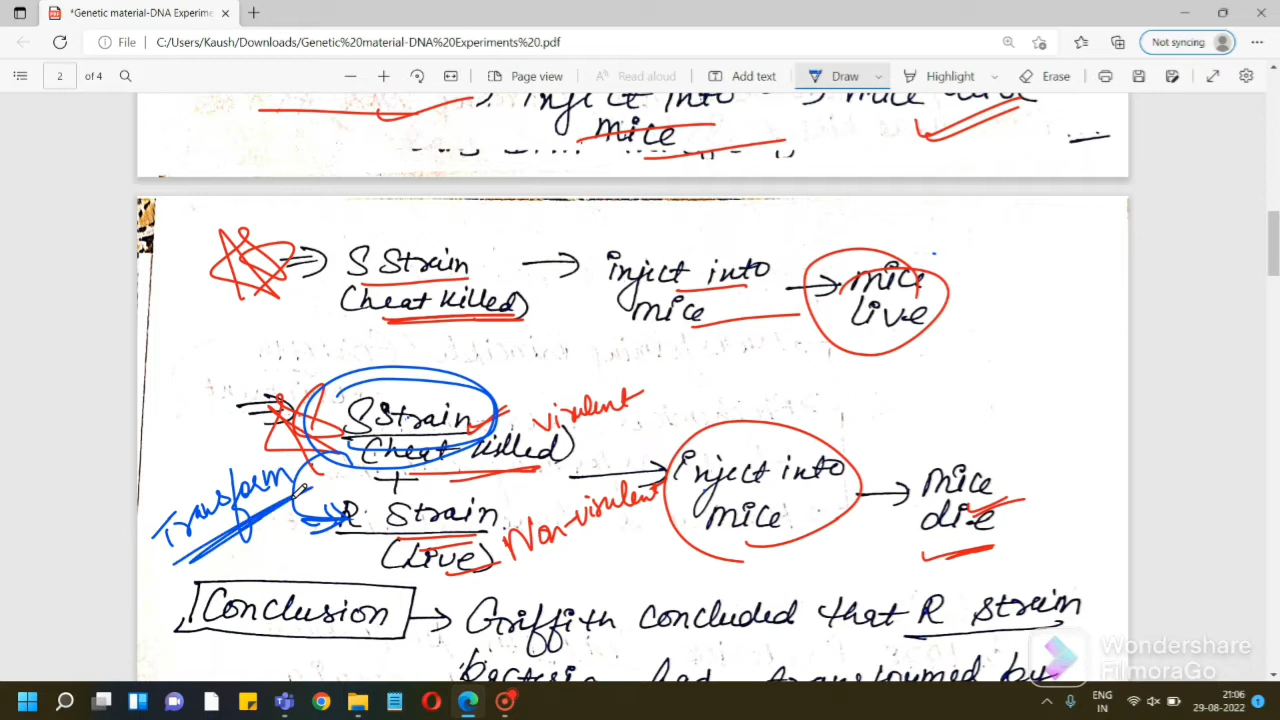 *Genetic material-DNA Experime
File
C:/Users/Kaush/Downloads/Genetic%20material-DNA%20Experiments%20.pdf
Not syncing
2 of 4
Page view
Read aloud
Add text
Draw
Highlight
Erase
inject into
mice
S Strain
(heat killed)
inject into
mice
mice
live
S Strain
(heat killed)
virulent
+
Transform
R Strain
(live)
Non-virulent
inject into
mice
mice
die
Conclusion
Griffith concluded that R strain
Wondershare
FilmoraGo
ENG
IN
21:06
29-08-2022